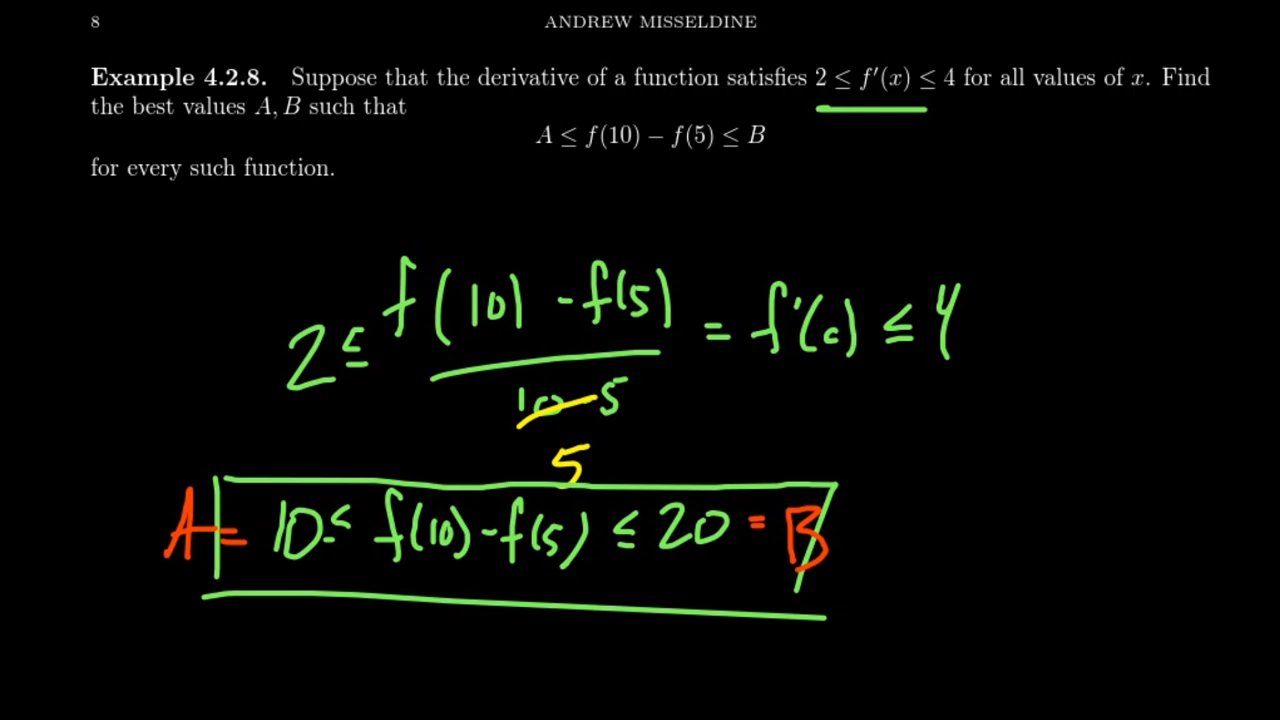 8
ANDREW MISSELDINE
Example 4.2.8. Suppose that the derivative of a function satisfies 2 ≤ f′(x) ≤ 4 for all values of x. Find
the best values A, B such that
A ≤ f(10) − f(5) ≤ B
for every such function.
2 ≤ f(10) - f(5) = f'(c) ≤ 4
10-5
5
A = 10 ≤ f(10) - f(5) ≤ 20 = B